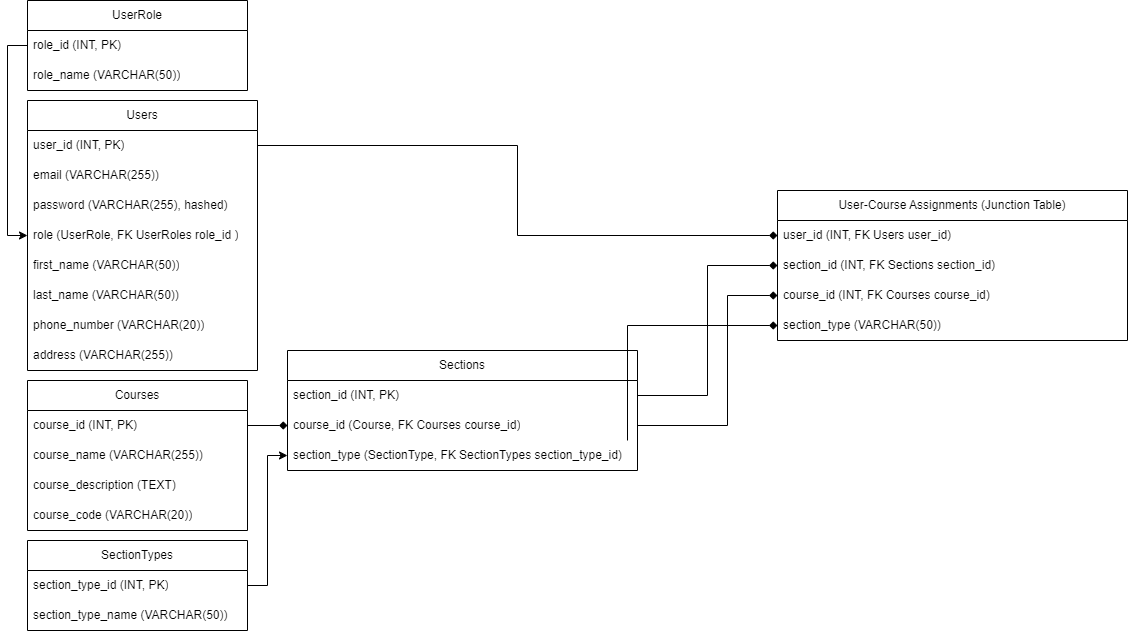 UserRole
role_id (INT, PK)
role_name (VARCHAR(50))
Users
user_id (INT, PK)
email (VARCHAR(255))
password (VARCHAR(255), hashed)
role (UserRole, FK UserRoles role_id )
first_name (VARCHAR(50))
last_name (VARCHAR(50))
phone_number (VARCHAR(20))
address (VARCHAR(255))
Courses
course_id (INT, PK)
course_name (VARCHAR(255))
course_description (TEXT)
course_code (VARCHAR(20))
SectionTypes
section_type_id (INT, PK)
section_type_name (VARCHAR(50))
Sections
section_id (INT, PK)
course_id (Course, FK Courses course_id)
section_type (SectionType, FK SectionTypes section_type_id)
User-Course Assignments (Junction Table)
user_id (INT, FK Users user_id)
section_id (INT, FK Sections section_id)
course_id (INT, FK Courses course_id)
section_type (VARCHAR(50))